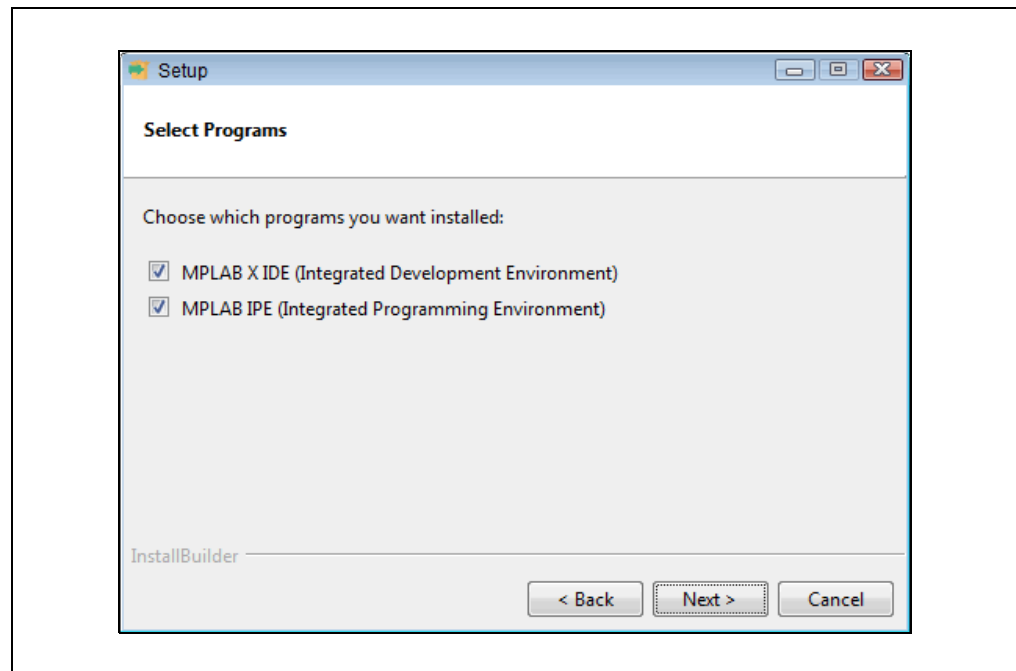 Setup
Select Programs
Choose which programs you want installed:
MPLAB X IDE (Integrated Development Environment)
MPLAB IPE (Integrated Programming Environment)
InstallBuilder
< Back Next > Cancel